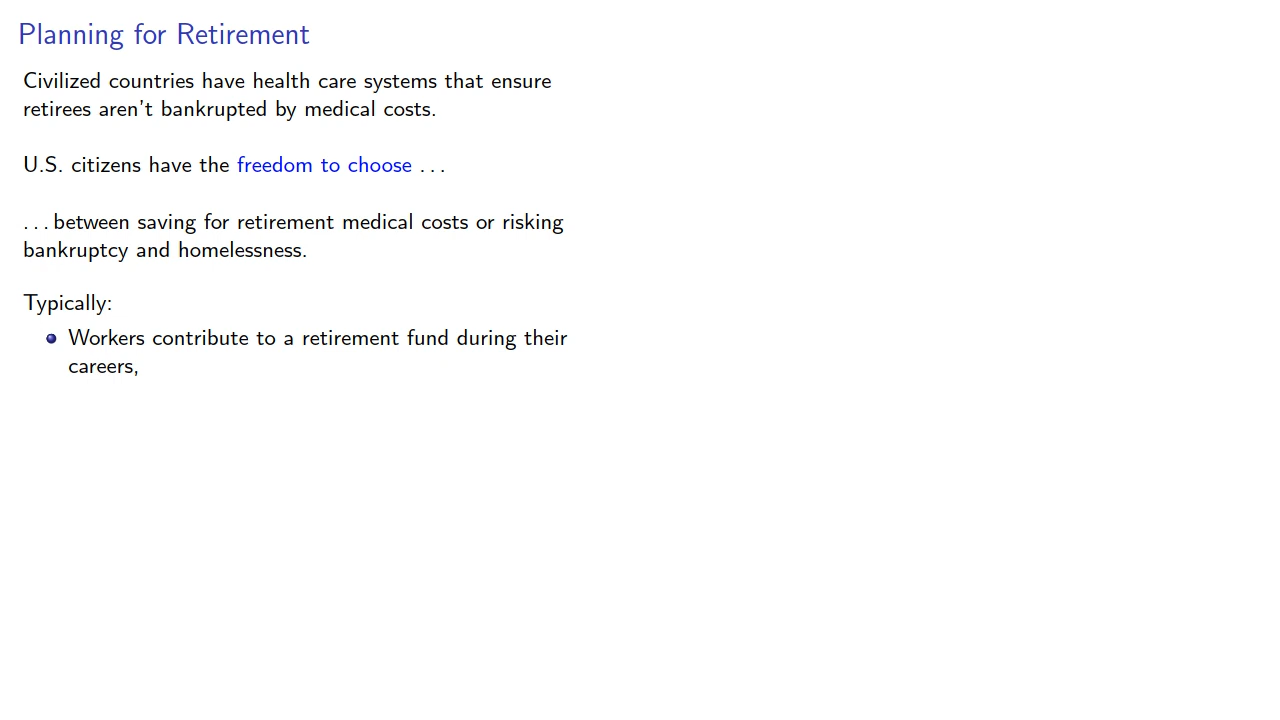 Planning for Retirement
Civilized countries have health care systems that ensure
retirees aren't bankrupted by medical costs.
U.S. citizens have the freedom to choose . . .
. . . between saving for retirement medical costs or risking
bankruptcy and homelessness.
Typically:
Workers contribute to a retirement fund during their
careers,